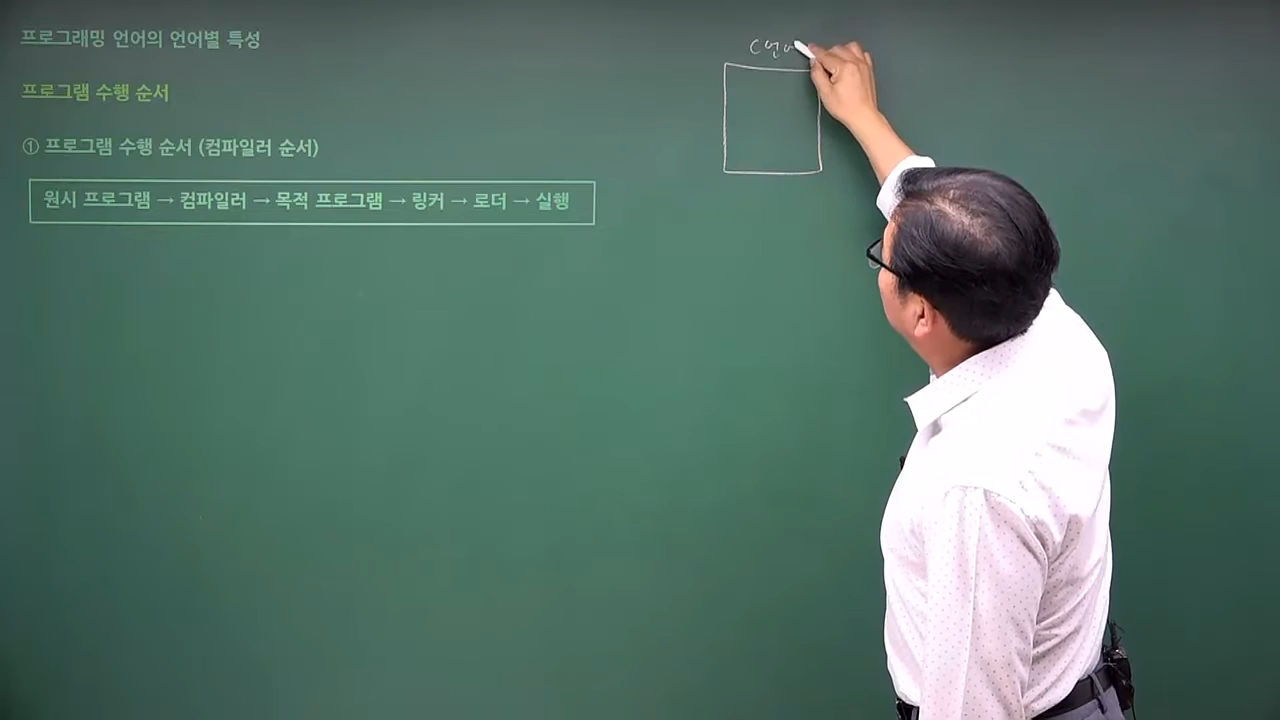 프로그래밍 언어의 언어별 특성
프로그램 수행 순서
① 프로그램 수행 순서 (컴파일러 순서)
원시 프로그램 → 컴파일러 → 목적 프로그램 → 링커 → 로더 → 실행
C언어